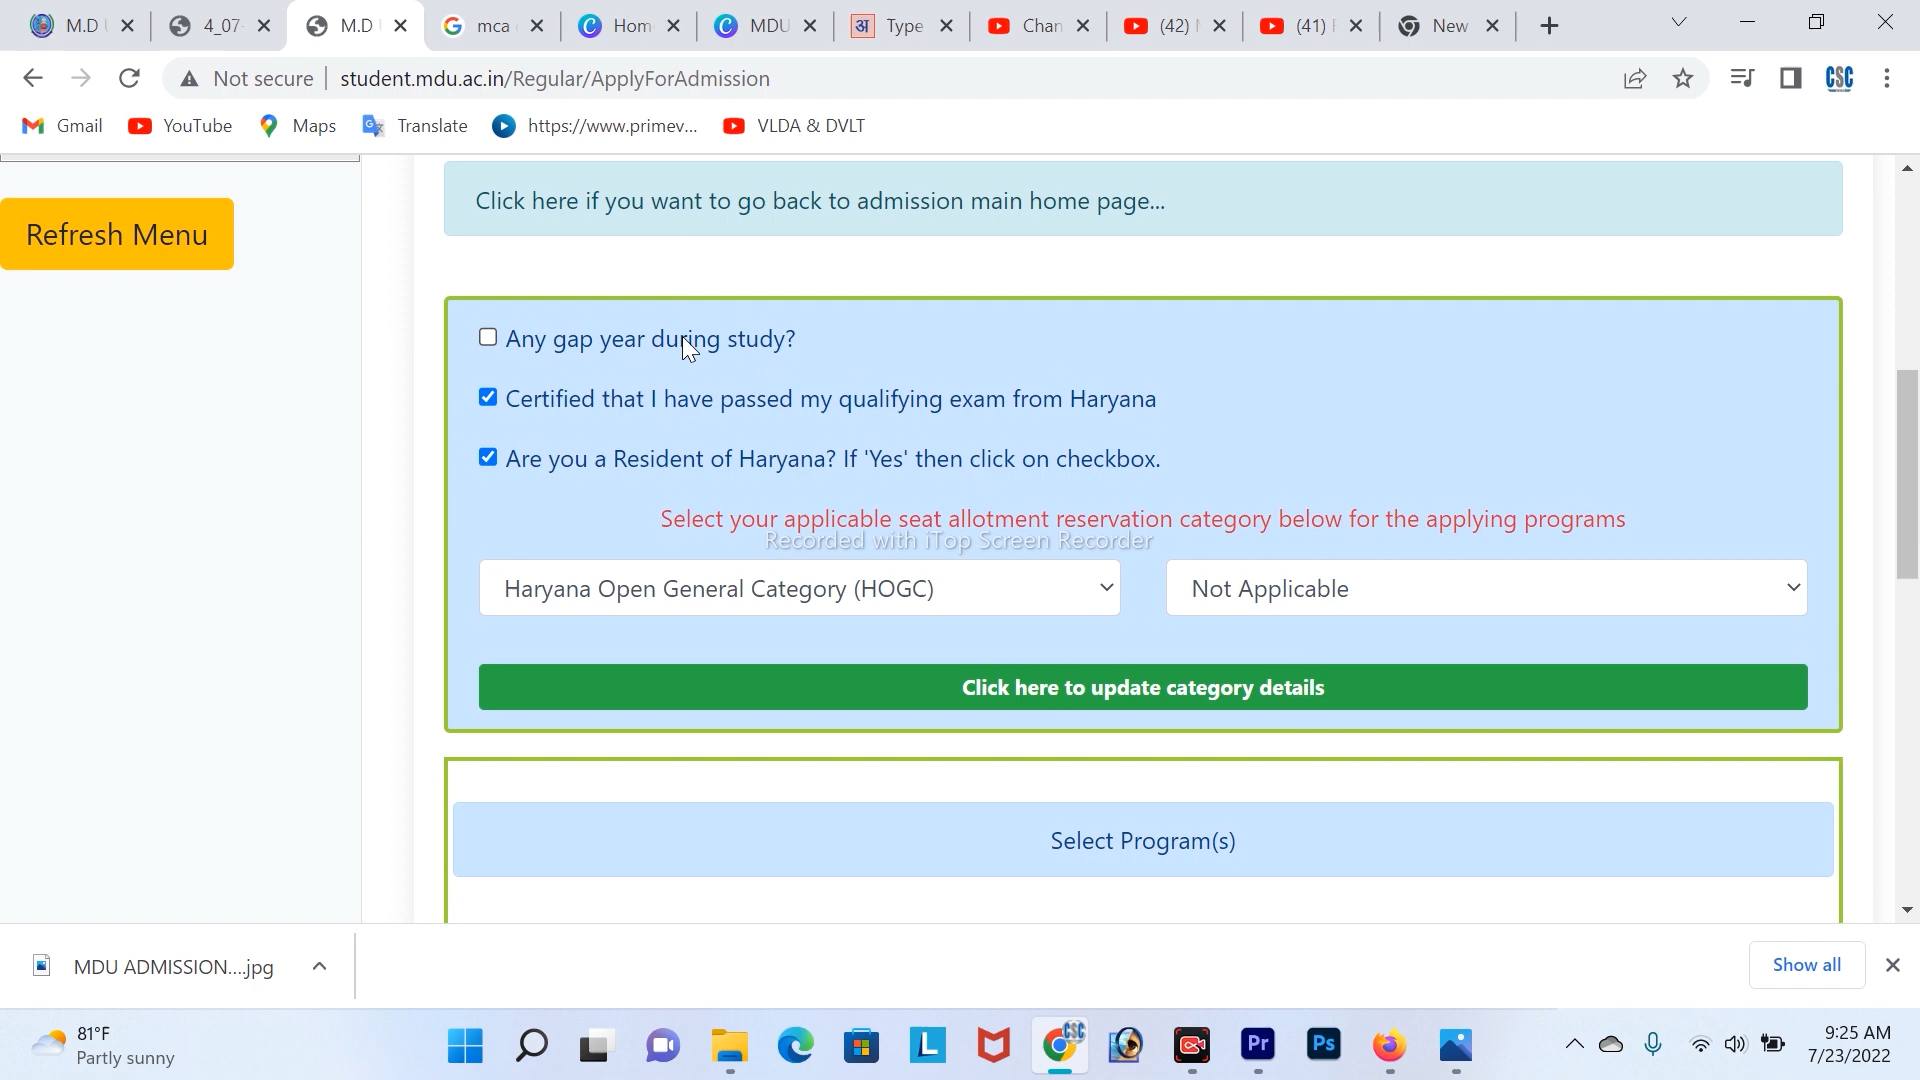 M.D
4_07-
M.D
mca
Hom
MDU
Type
Chan
(42)
(41)
New
Not secure
student.mdu.ac.in/Regular/ApplyForAdmission
CSC
Gmail
YouTube
Maps
Translate
https://www.primev...
VLDA & DVLT
Refresh Menu
Click here if you want to go back to admission main home page...
Any gap year during study?
Certified that I have passed my qualifying exam from Haryana
Are you a Resident of Haryana? If 'Yes' then click on checkbox.
Select your applicable seat allotment reservation category below for the applying programs
Recorded with iTop Screen Recorder
Haryana Open General Category (HOGC)
Not Applicable
Click here to update category details
Select Program(s)
MDU ADMISSION....jpg
Show all
81°F
Partly sunny
L
CSC
Pr
Ps
9:25 AM
7/23/2022